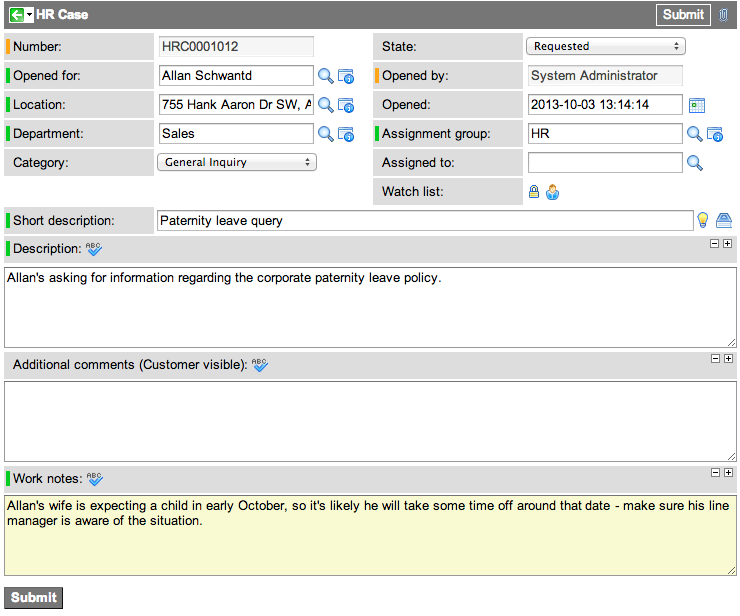 HR Case Submit
Number: HRC0001012 State: Requested
Opened for: Allan Schwantd Opened by: System Administrator
Location: 755 Hank Aaron Dr SW, A Opened: 2013-10-03 13:14:14
Department: Sales Assignment group: HR
Category: General Inquiry Assigned to:
Watch list:
Short description: Paternity leave query
Description: ABC
Allan's asking for information regarding the corporate paternity leave policy.
Additional comments (Customer visible): ABC
Work notes: ABC
Allan's wife is expecting a child in early October, so it's likely he will take some time off around that date - make sure his line
manager is aware of the situation.
Submit